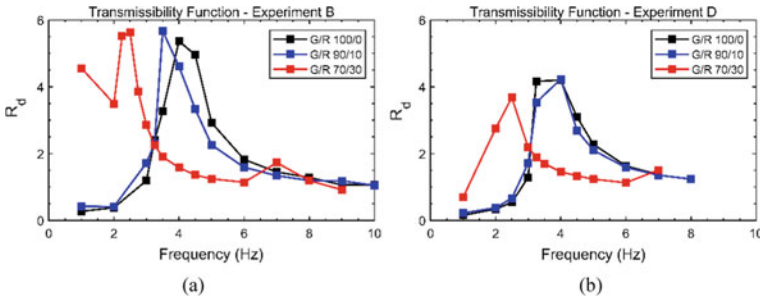 Transmissibility Function - Experiment B
6
4
2
0
R_d
G/R 100/0
G/R 90/10
G/R 70/30
0 2 4 6 8 10
Frequency (Hz)
(a)
Transmissibility Function - Experiment D
6
4
2
0
R_d
G/R 100/0
G/R 90/10
G/R 70/30
0 2 4 6 8 10
Frequency (Hz)
(b)